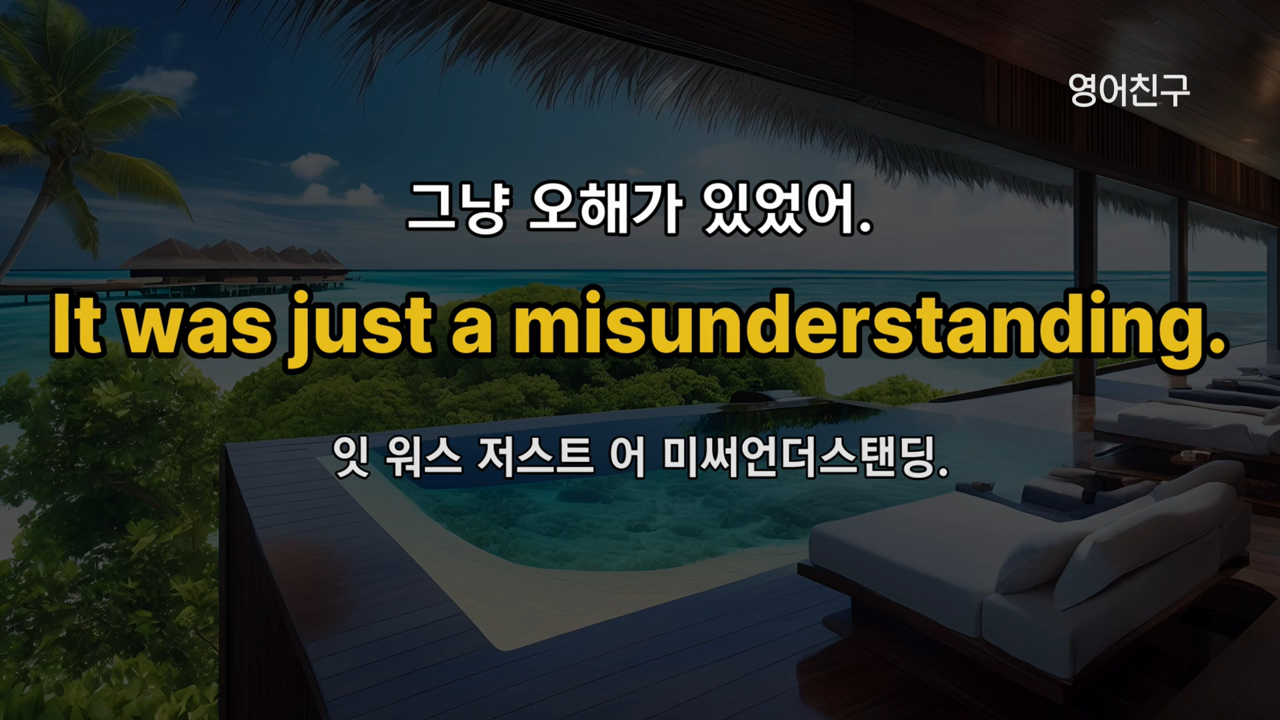 영어친구
그냥 오해가 있었어.
It was just a misunderstanding.
잇 워스 저스트 어 미써언더스탠딩.